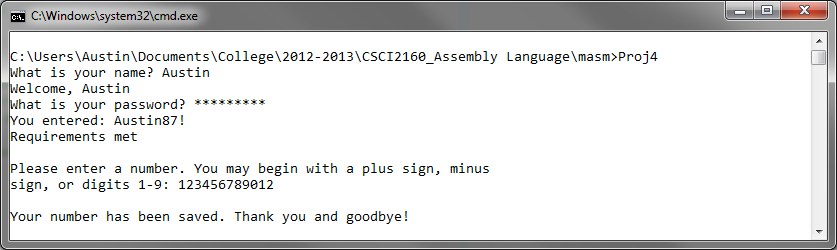 C:\Windows\system32\cmd.exe
C:\Users\Austin\Documents\College\2012-2013\CSCI2160_Assembly Language\masm>Proj4
What is your name? Austin
Welcome, Austin
What is your password? *********
You entered: Austin87!
Requirements met
Please enter a number. You may begin with a plus sign, minus
sign, or digits 1-9: 123456789012
Your number has been saved. Thank you and goodbye!